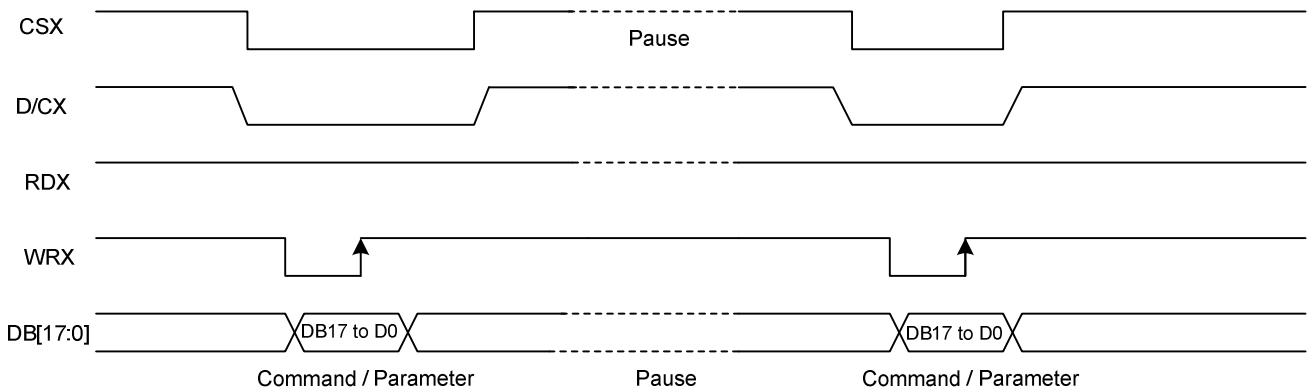 CSX
Pause
D/CX
RDX
WRX
DB[17:0]
DB17 to D0
DB17 to D0
Command / Parameter
Pause
Command / Parameter